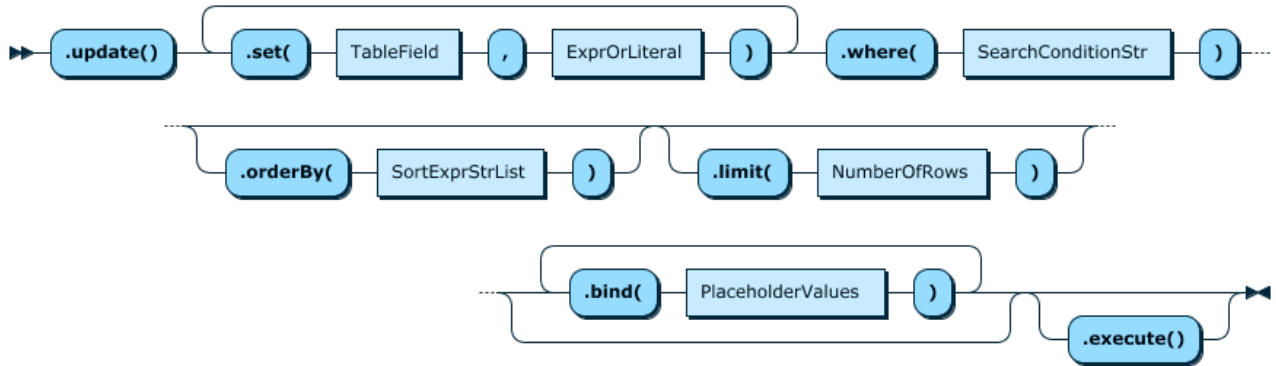 .update() .set( TableField , ExprOrLiteral ) .where( SearchConditionStr )
.orderBy( SortExprStrList ) .limit( NumberOfRows )
.bind( PlaceholderValues )
.execute()